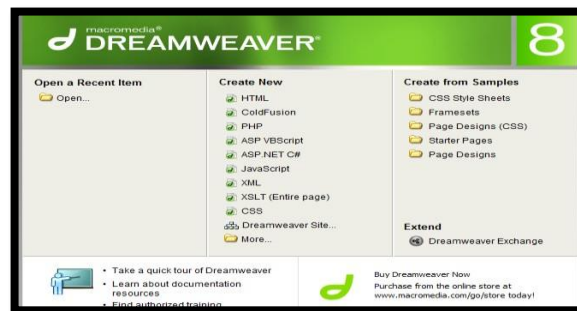 macromedia®
DREAMWEAVER®
8
Open a Recent Item
Open...
Create New
HTML
ColdFusion
PHP
ASP VBScript
ASP.NET C#
JavaScript
XML
XSLT (Entire page)
CSS
Dreamweaver Site...
More...
Create from Samples
CSS Style Sheets
Framesets
Page Designs (CSS)
Starter Pages
Page Designs
Extend
Dreamweaver Exchange
• Take a quick tour of Dreamweaver
• Learn about documentation
resources
• Find authorized training
Buy Dreamweaver Now
Purchase from the online store at
www.macromedia.com/go/store today!